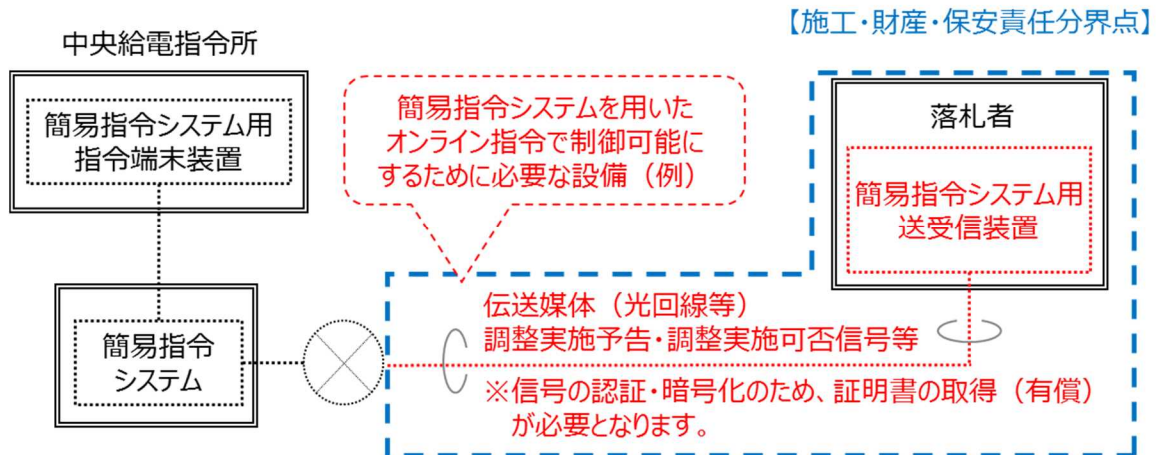 【施工・財産・保安責任分界点】
中央給電指令所
簡易指令システム用
指令端末装置
簡易指令システムを用いた
オンライン指令で制御可能に
するために必要な設備（例）
落札者
簡易指令システム用
送受信装置
簡易指令
システム
伝送媒体（光回線等）
調整実施予告・調整実施可否信号等
※信号の認証・暗号化のため、証明書の取得（有償）
が必要となります。